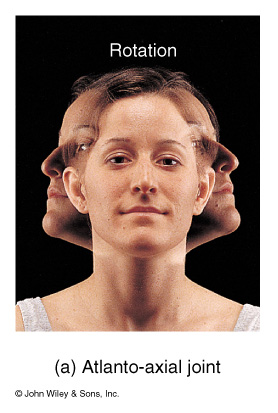 Rotation
(a) Atlanto-axial joint
© John Wiley & Sons, Inc.